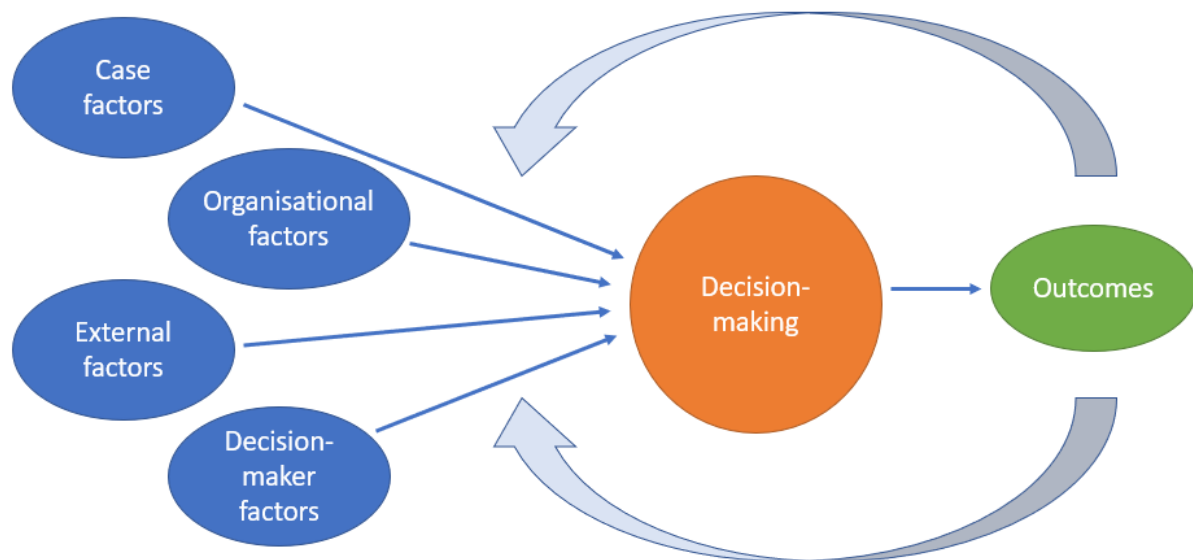 Case
factors
Organisational
factors
External
factors
Decision-
maker
factors
Decision-
making
Outcomes